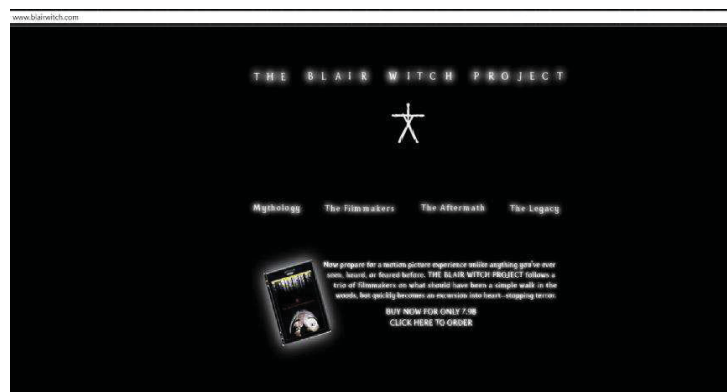 www.blairwitch.com
THE BLAIR WITCH PROJECT
Mythology The Filmmakers The Aftermath The Legacy
Now prepare for a motion picture experience unlike anything you've ever
seen, heard, or feared before. THE BLAIR WITCH PROJECT follows a
trio of filmmakers on what should have been a simple walk in the
woods, but quickly becomes an excursion into heart-stopping terror.
BUY NOW FOR ONLY 7.98
CLICK HERE TO ORDER